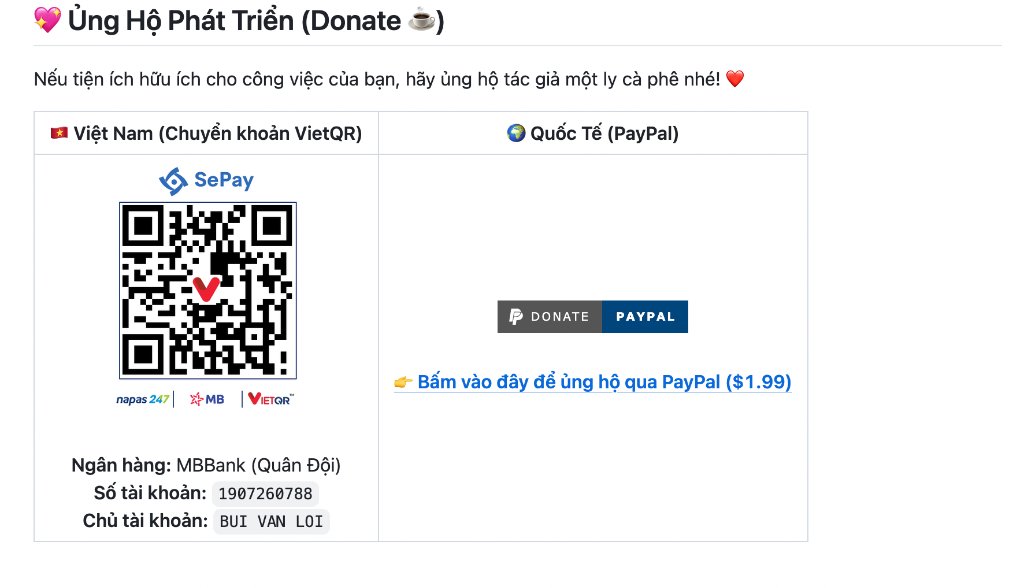 💖 Ủng Hộ Phát Triển (Donate ☕)
Nếu tiện ích hữu ích cho công việc của bạn, hãy ủng hộ tác giả một ly cà phê nhé! ❤️
🇻🇳 Việt Nam (Chuyển khoản VietQR)
🌍 Quốc Tế (PayPal)
SePay
napas 247 | MB | VIETQR™
DONATE PAYPAL
👉 Bấm vào đây để ủng hộ qua PayPal ($1.99)
Ngân hàng: MBBank (Quân Đội)
Số tài khoản: 1907260788
Chủ tài khoản: BUI VAN LOI